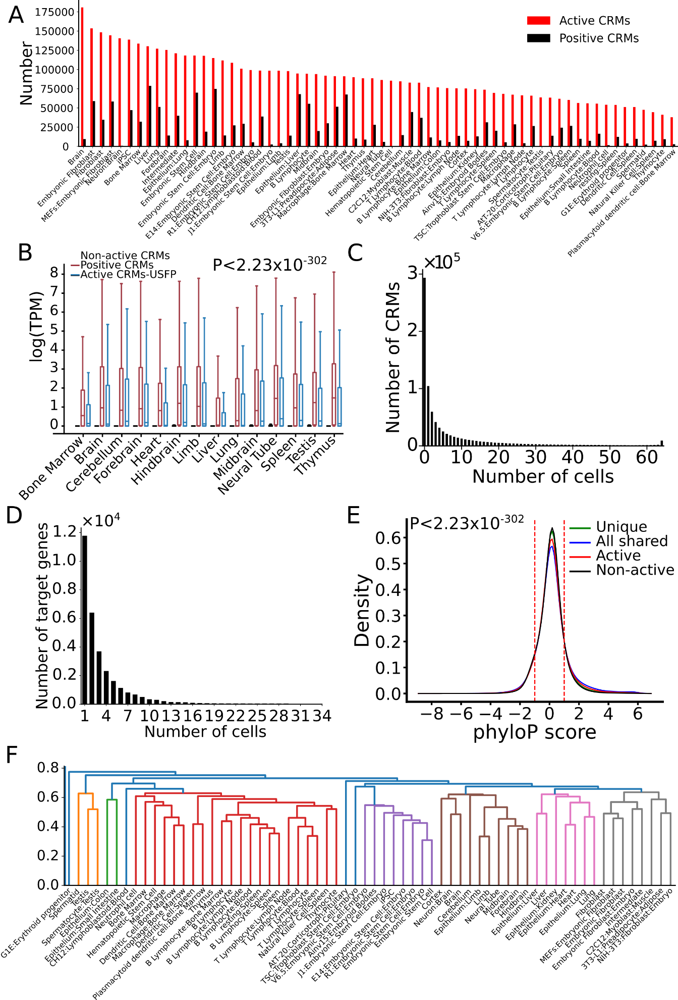 A
Number
175000
150000
125000
100000
75000
50000
25000
0
Active CRMs
Positive CRMs
Brain
Embryonic Fibroblast
Fibroblast
MEFs:Embryonic Fibroblast
Neuron:Brain
iPSC
Bone Marrow
Liver
Lung
Forebrain
Intermediate
Epithelium:Lung
Embryonic Stem Cell
Hindbrain
Embryonic Stem Cell:Embryo
Limb
E14:Embryonic Stem Cell:Embryo
Dendritic Cell:Bone Marrow
R1:Embryonic Stem Cell:Embryo
CH12:Lymphoblastoid:Blood
J1:Embryonic Stem Cell:Embryo
Epithelium:Limb
Testis
Epithelium:Liver
B Lymphocyte
Midbrain
Embryonic Fibroblast:Embryo
3T3-L1:Preadipocyte:Adipose
Macrophage:Bone Marrow
Heart
Thymus
Epithelium:Heart
Neural Tube
Hematopoietic Stem Cell
Cerebellum
C2C12:Myoblast:Muscle
T Lymphocyte:Blood
B Lymphocyte:Bone Marrow
Epithelium:Colon
NIH-3T3:Fibroblast:Embryo
B Lymphocyte:Lymph Node
Cortex
Epithelium:Kidney
Ainv15:Embryoid Bodies
T Lymphocyte:Spleen
TSC:Trophoblast Stem Cell:Embryo
Macrophage
T Lymphocyte:Lymph Node
T Lymphocyte
Spermatocyte:Testis
AtT-20:Corticotroph:Pituitary
V6.5:Embryonic Stem Cell:Embryo
B Lymphocyte:Spleen
Spleen
Epithelium:Small Intestine
B Lymphocyte:Blood
Neutrophil cell
resting:Spleen
G1E:Erythroid progenitor
Dendritic Cell:Spleen
Spermatid
Natural Killer Cell:Spleen
Thymocyte
Plasmacytoid dendritic cell:Bone Marrow
B
Non-active CRMs
Positive CRMs
Active CRMs-USFP
P<2.23x10-302
log(TPM)
8
7
6
5
4
3
2
1
0
Bone Marrow
Brain
Cerebellum
Forebrain
Heart
Hindbrain
Limb
Liver
Lung
Midbrain
Neural Tube
Spleen
Testis
Thymus
C
×10^5
Number of CRMs
3
2
1
0
0 10 20 30 40 50 60
Number of cells
D
×10^4
Number of target genes
1.2
1.0
0.8
0.6
0.4
0.2
0.0
1 4 7 10 13 16 19 22 25 28 31 34
Number of cells
E
P<2.23x10-302
Unique
All shared
Active
Non-active
Density
0.6
0.5
0.4
0.3
0.2
0.1
0.0
−8 −6 −4 −2 0 2 4 6
phyloP score
F
0.8
0.6
0.4
0.2
0.0
G1E:Erythroid progenitor
Spermatid
Testis
Spermatocyte:Testis
Epithelium:Colon
Epithelium:Small Intestine
CH12:Lymphoblastoid:Blood
Neutrophil cell
Bone Marrow
Hematopoietic Stem Cell
Macrophage
Dendritic Cell:Bone Marrow
Macrophage:Bone Marrow
Dendritic Cell:Spleen
Plasmacytoid dendritic cell:Bone Marrow
Thymus
B Lymphocyte:Bone Marrow
B Lymphocyte
B Lymphocyte:Lymph Node
B Lymphocyte:Blood
resting:Spleen
B Lymphocyte:Spleen
Spleen
T Lymphocyte:Lymph Node
T Lymphocyte:Blood
T Lymphocyte
T Lymphocyte:Spleen
Natural Killer Cell:Spleen
Thymocyte
AtT-20:Corticotroph:Pituitary
TSC:Trophoblast Stem Cell:Embryo
V6.5:Embryonic Stem Cell:Embryo
Ainv15:Embryoid Bodies
J1:Embryonic Stem Cell:Embryo
iPSC
E14:Embryonic Stem Cell:Embryo
R1:Embryonic Stem Cell:Embryo
Embryonic Stem Cell:Embryo
Embryonic Stem Cell
Cortex
Neuron:Brain
Brain
Cerebellum
Epithelium:Limb
Limb
Neural Tube
Midbrain
Forebrain
Hindbrain
Epithelium:Liver
Liver
Epithelium:Kidney
Epithelium:Heart
Heart
Epithelium:Lung
Lung
Fibroblast
MEFs:Embryonic Fibroblast
Embryonic Fibroblast
Embryonic Fibroblast:Embryo
Intermediate
C2C12:Myoblast:Muscle
3T3-L1:Preadipocyte:Adipose
NIH-3T3:Fibroblast:Embryo